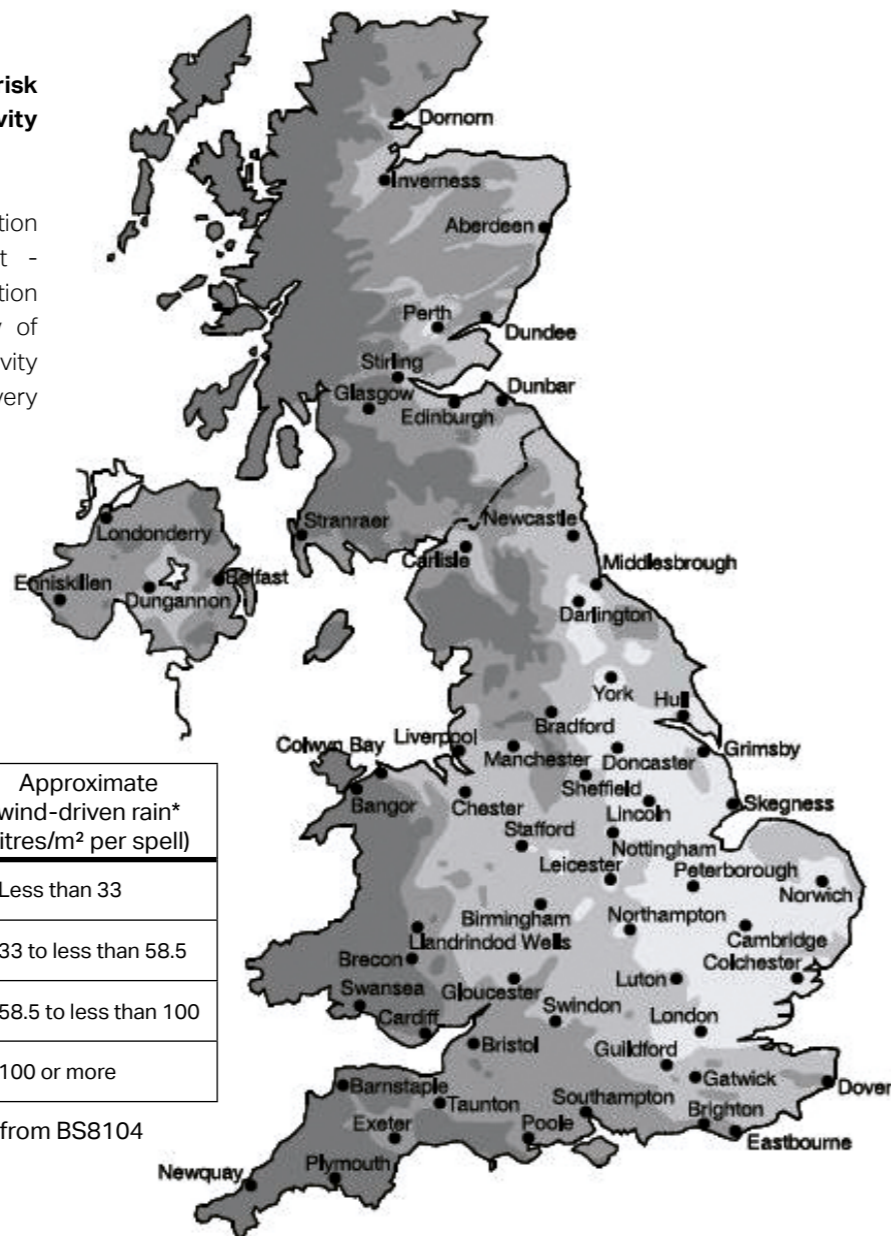 risk
vity
tion
t -
tion
y of
vity
very
Dornorn
Inverness
Aberdeen
Perth
Dundee
Stirling
Glasgow
Edinburgh
Dunbar
Londonderry
Stranraer
Newcastle
Carlisle
Enniskillen
Belfast
Dungannon
Middlesbrough
Darlington
York
Hull
Bradford
Colwyn Bay
Liverpool
Manchester
Doncaster
Grimsby
Bangor
Chester
Sheffield
Lincoln
Skegness
Stafford
Nottingham
Leicester
Peterborough
Norwich
Birmingham
Northampton
Llandrindod Wells
Cambridge
Brecon
Colchester
Swansea
Gloucester
Luton
Cardiff
Swindon
London
Bristol
Guildford
Gatwick
Dover
Barnstaple
Taunton
Southampton
Brighton
Exeter
Poole
Eastbourne
Newquay
Plymouth
Approximate
wind-driven rain*
itres/m² per spell)
Less than 33
33 to less than 58.5
58.5 to less than 100
100 or more
from BS8104